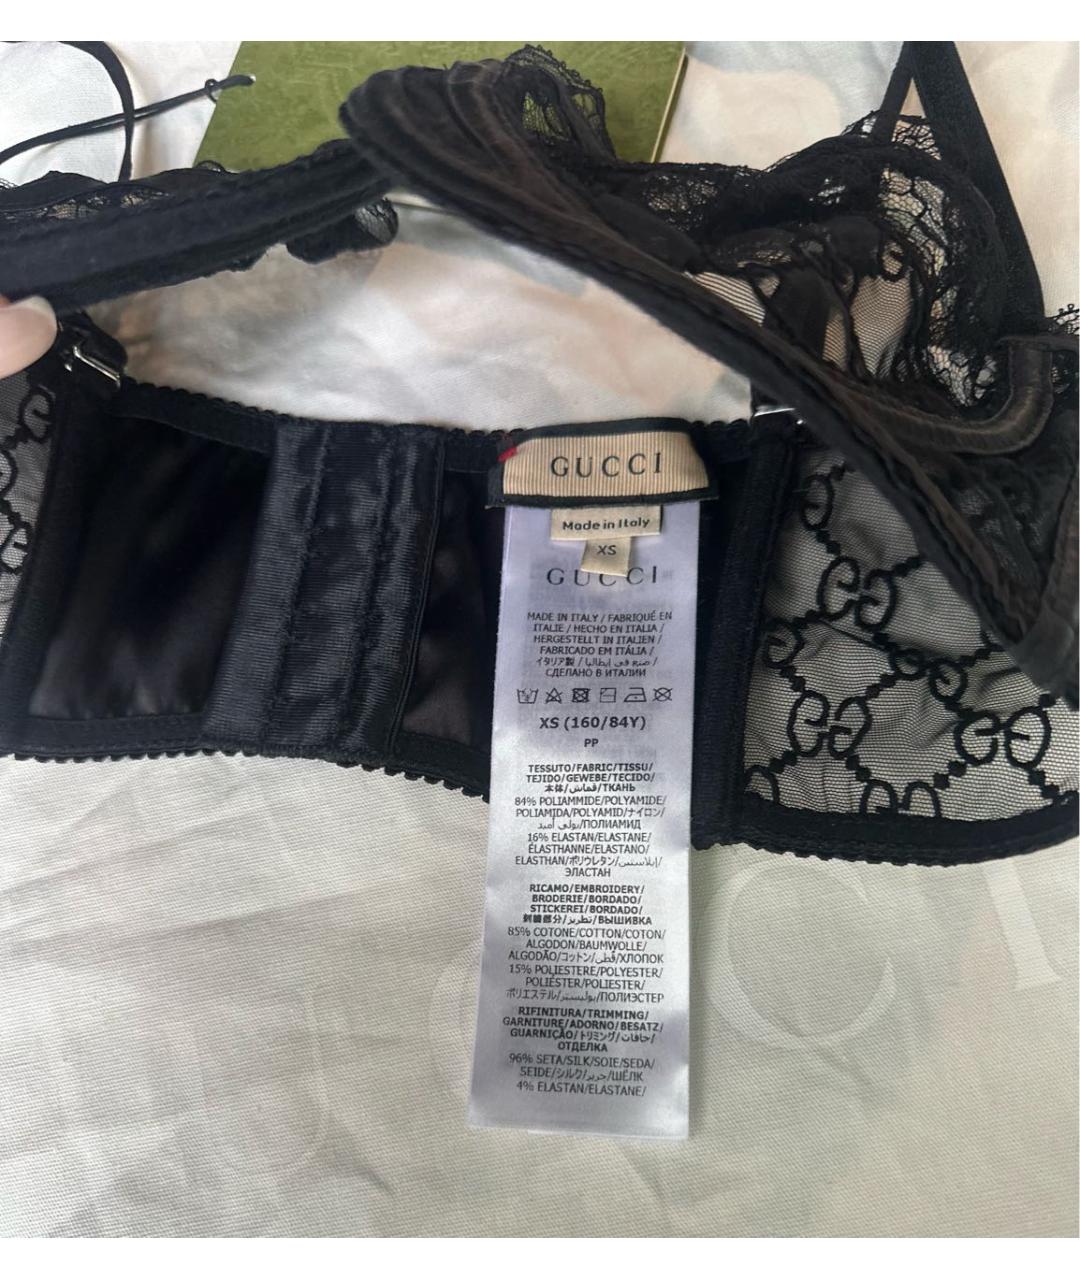 GUCCI
Made in Italy
XS
GUCCI
MADE IN ITALY / FABRIQUÉ EN
ITALIE / HECHO EN ITALIA /
HERGESTELLT IN ITALIEN /
FABRICADO EM ITÁLIA /
イタリア製 / صنع في إيطاليا /
СДЕЛАНО В ИТАЛИИ
XS (160/84Y)
PP
TESSUTO/FABRIC/TISSU/
TEJIDO/GEWEBE/TECIDO/
本体/قماش/ТКАНЬ
84% POLIAMMIDE/POLYAMIDE/
POLIAMIDA/POLYAMID/ナイロン/
بولي أميد/ПОЛИАМИД
16% ELASTAN/ELASTANE/
ÉLASTHANNE/ELASTANO/
ELASTHAN/ポリウレタン/إيلاستين/
ЭЛАСТАН
RICAMO/EMBROIDERY/
BRODERIE/BORDADO/
STICKEREI/BORDADO/
刺繍部分/تطريز/ВЫШИВКА
85% COTONE/COTTON/COTON/
ALGODON/BAUMWOLLE/
ALGODÃO/コットン/قطن/ХЛОПОК
15% POLIESTERE/POLYESTER/
POLIÉSTER/POLIESTER/
ポリエステル/بوليستر/ПОЛИЭСТЕР
RIFINITURA/TRIMMING/
GARNITURE/ADORNO/BESATZ/
GUARNIÇÃO/トリミング/حافات/
ОТДЕЛКА
96% SETA/SILK/SOIE/SEDA/
SEIDE/シルク/حرير/ШЁЛК
4% ELASTAN/ELASTANE/